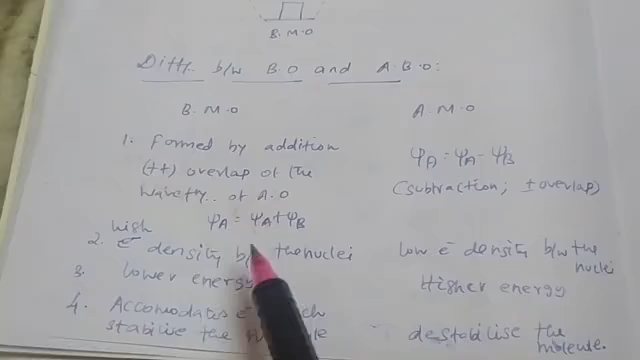 B.M.O
Diff. b/w B.O and A.B.O:
B.M.O
A.M.O
1. Formed by addition
(++) overlap of the
of A.O
ΨA = ΨA + ΨB
ΨA = ΨA - ΨB
(subtraction; ± overlap)
2. high e⁻ density b/w the nuclei
low e⁻ density b/w the
nuclei
3. lower energy
Higher energy
4. Accomodates e⁻
stabilise the
destabilise the
molecule.